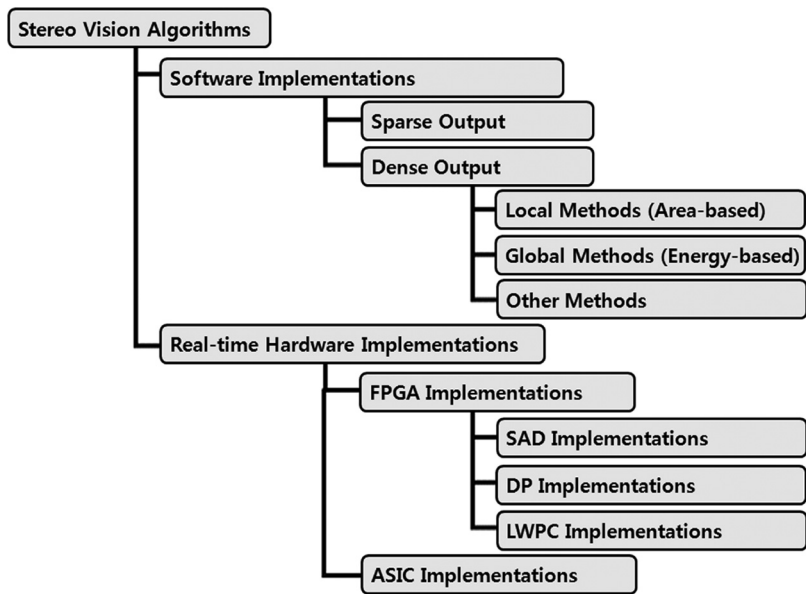 Stereo Vision Algorithms
Software Implementations
Sparse Output
Dense Output
Local Methods (Area-based)
Global Methods (Energy-based)
Other Methods
Real-time Hardware Implementations
FPGA Implementations
SAD Implementations
DP Implementations
LWPC Implementations
ASIC Implementations